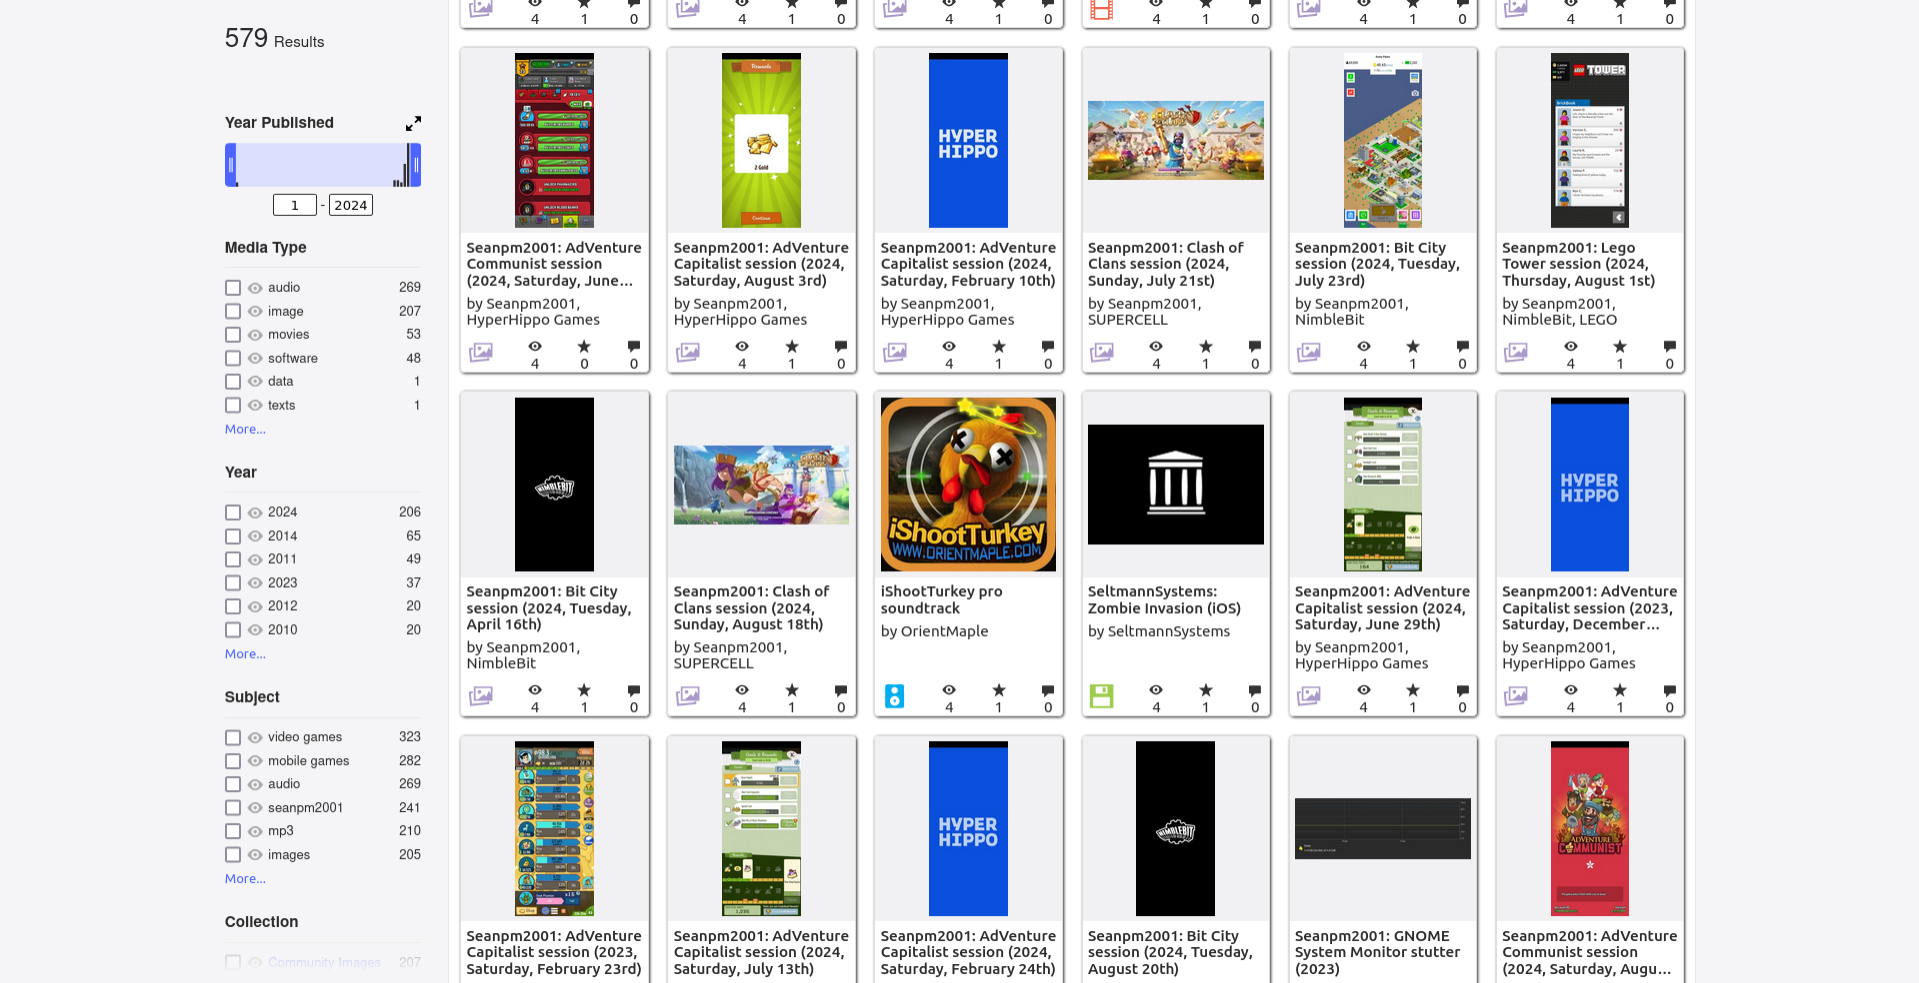 579 Results
Year Published
1 - 2024
Media Type
audio 269
image 207
movies 53
software 48
data 1
texts 1
More...
Year
2024 206
2014 65
2011 49
2023 37
2012 20
2010 20
More...
Subject
video games 323
mobile games 282
audio 269
seanpm2001 241
mp3 210
images 205
More...
Collection
Community Images 207
4 1 0
4 1 0
4 1 0
4 1 0
4 1 0
4 1 0
Rewards
2 Gold
Continue
HYPER
HIPPO
LEGO TOWER
BrickBook
Seanpm2001: AdVenture
Communist session
(2024, Saturday, June...
by Seanpm2001,
HyperHippo Games
4 0 0
Seanpm2001: AdVenture
Capitalist session (2024,
Saturday, August 3rd)
by Seanpm2001,
HyperHippo Games
4 1 0
Seanpm2001: AdVenture
Capitalist session (2024,
Saturday, February 10th)
by Seanpm2001,
HyperHippo Games
4 1 0
Seanpm2001: Clash of
Clans session (2024,
Sunday, July 21st)
by Seanpm2001,
SUPERCELL
4 1 0
Seanpm2001: Bit City
session (2024, Tuesday,
July 23rd)
by Seanpm2001,
NimbleBit
4 1 0
Seanpm2001: Lego
Tower session (2024,
Thursday, August 1st)
by Seanpm2001,
NimbleBit, LEGO
4 1 0
NIMBLEBIT
iShootTurkey
WWW.ORIENTMAPLE.COM
HYPER
HIPPO
Seanpm2001: Bit City
session (2024, Tuesday,
April 16th)
by Seanpm2001,
NimbleBit
4 1 0
Seanpm2001: Clash of
Clans session (2024,
Sunday, August 18th)
by Seanpm2001,
SUPERCELL
4 1 0
iShootTurkey pro
soundtrack
by OrientMaple
4 1 0
SeltmannSystems:
Zombie Invasion (iOS)
by SeltmannSystems
4 1 0
Seanpm2001: AdVenture
Capitalist session (2024,
Saturday, June 29th)
by Seanpm2001,
HyperHippo Games
4 1 0
Seanpm2001: AdVenture
Capitalist session (2023,
Saturday, December...
by Seanpm2001,
HyperHippo Games
4 1 0
HYPER
HIPPO
NIMBLEBIT
ADVENTURE
COMMUNIST
Seanpm2001: AdVenture
Capitalist session (2023,
Saturday, February 23rd)
Seanpm2001: AdVenture
Capitalist session (2024,
Saturday, July 13th)
Seanpm2001: AdVenture
Capitalist session (2024,
Saturday, February 24th)
Seanpm2001: Bit City
session (2024, Tuesday,
August 20th)
Seanpm2001: GNOME
System Monitor stutter
(2023)
Seanpm2001: AdVenture
Communist session
(2024, Saturday, Augu...